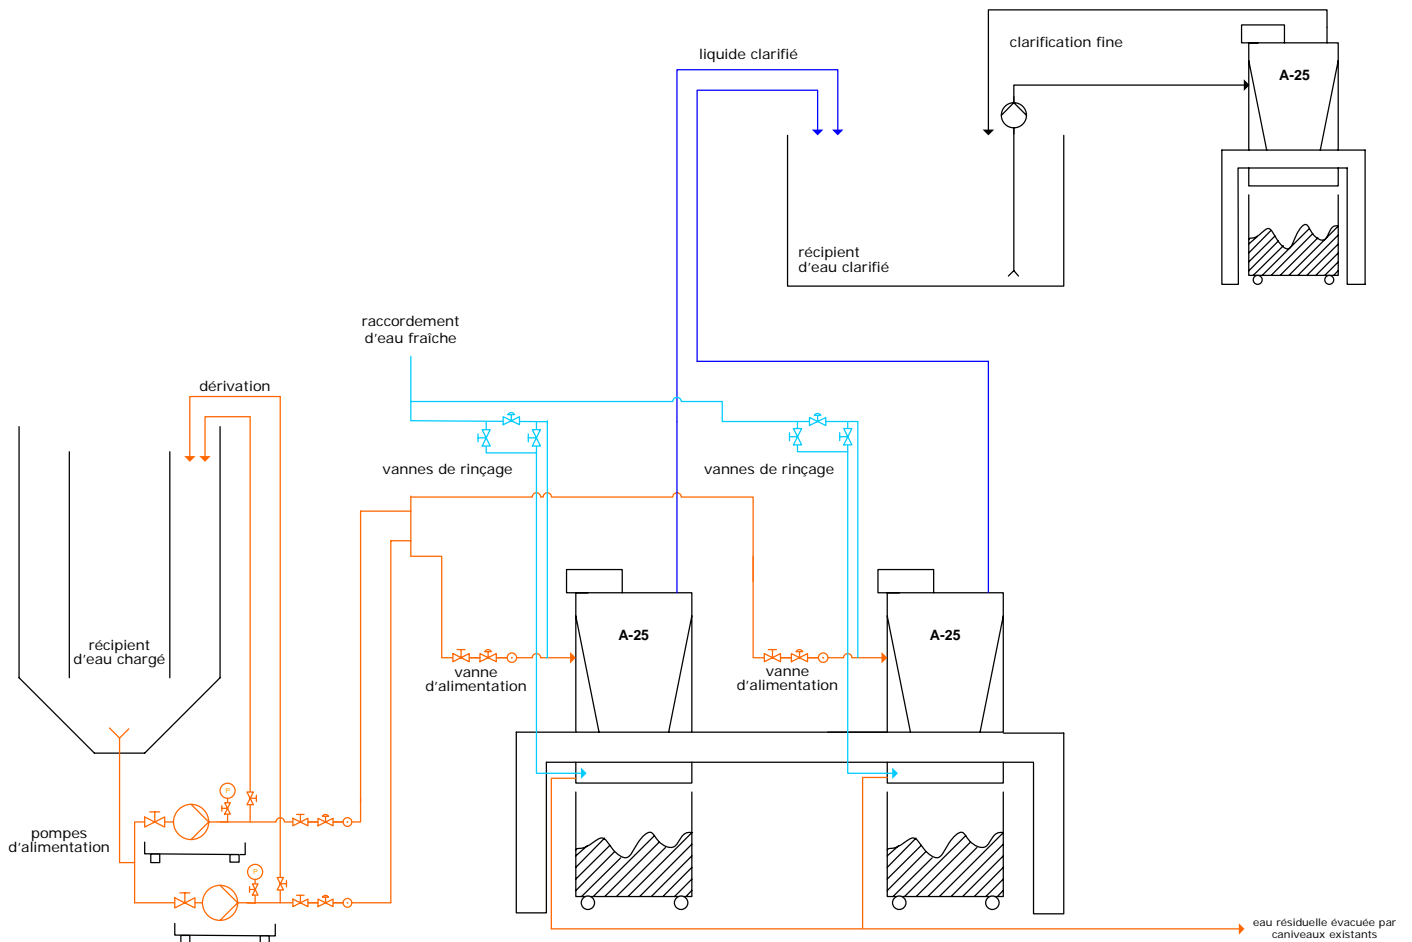 liquide clarifié
clarification fine
A-25
récipient
d'eau clarifié
raccordement
d'eau fraîche
dérivation
vannes de rinçage
vannes de rinçage
récipient
d'eau chargé
A-25
A-25
vanne
d'alimentation
vanne
d'alimentation
P
pompes
d'alimentation
P
eau résiduelle évacuée par
caniveaux existants